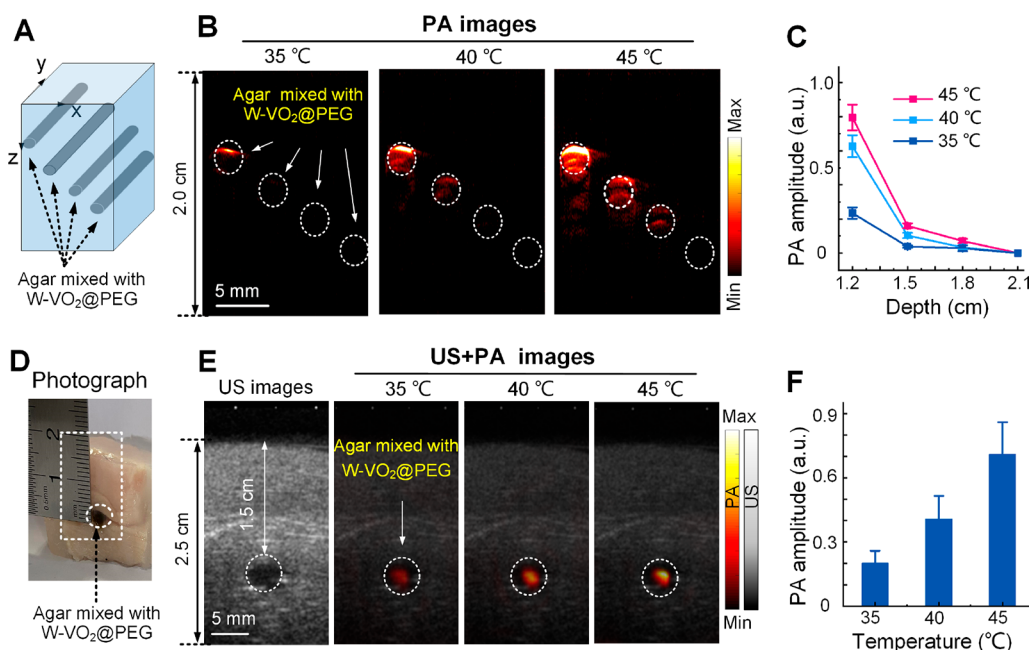 A
y
x
z
Agar mixed with
W-VO₂@PEG
B
PA images
35 ℃
40 ℃
45 ℃
Agar mixed with
W-VO₂@PEG
2.0 cm
5 mm
Max
Min
C
PA amplitude (a.u.)
1.0
0.5
0
45 ℃
40 ℃
35 ℃
1.2 1.5 1.8 2.1
Depth (cm)
D
Photograph
2
1
0.5mm
Agar mixed with
W-VO₂@PEG
E
US+PA images
US images
35 ℃
40 ℃
45 ℃
2.5 cm
1.5 cm
Agar mixed with
W-VO₂@PEG
5 mm
Max
PA
US
Min
F
PA amplitude (a.u.)
0.9
0.6
0.3
0
35 40 45
Temperature (℃)